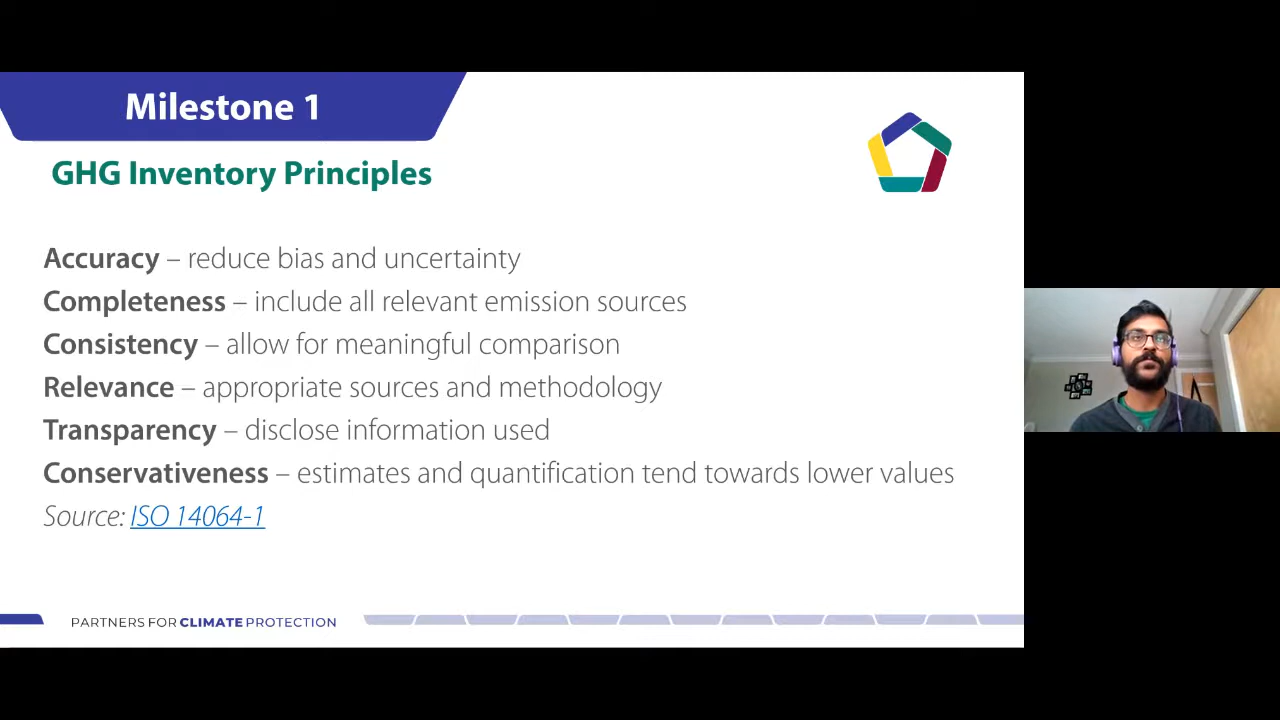 Milestone 1
GHG Inventory Principles
Accuracy – reduce bias and uncertainty
Completeness – include all relevant emission sources
Consistency – allow for meaningful comparison
Relevance – appropriate sources and methodology
Transparency – disclose information used
Conservativeness – estimates and quantification tend towards lower values
Source: ISO 14064-1
PARTNERS FOR CLIMATE PROTECTION